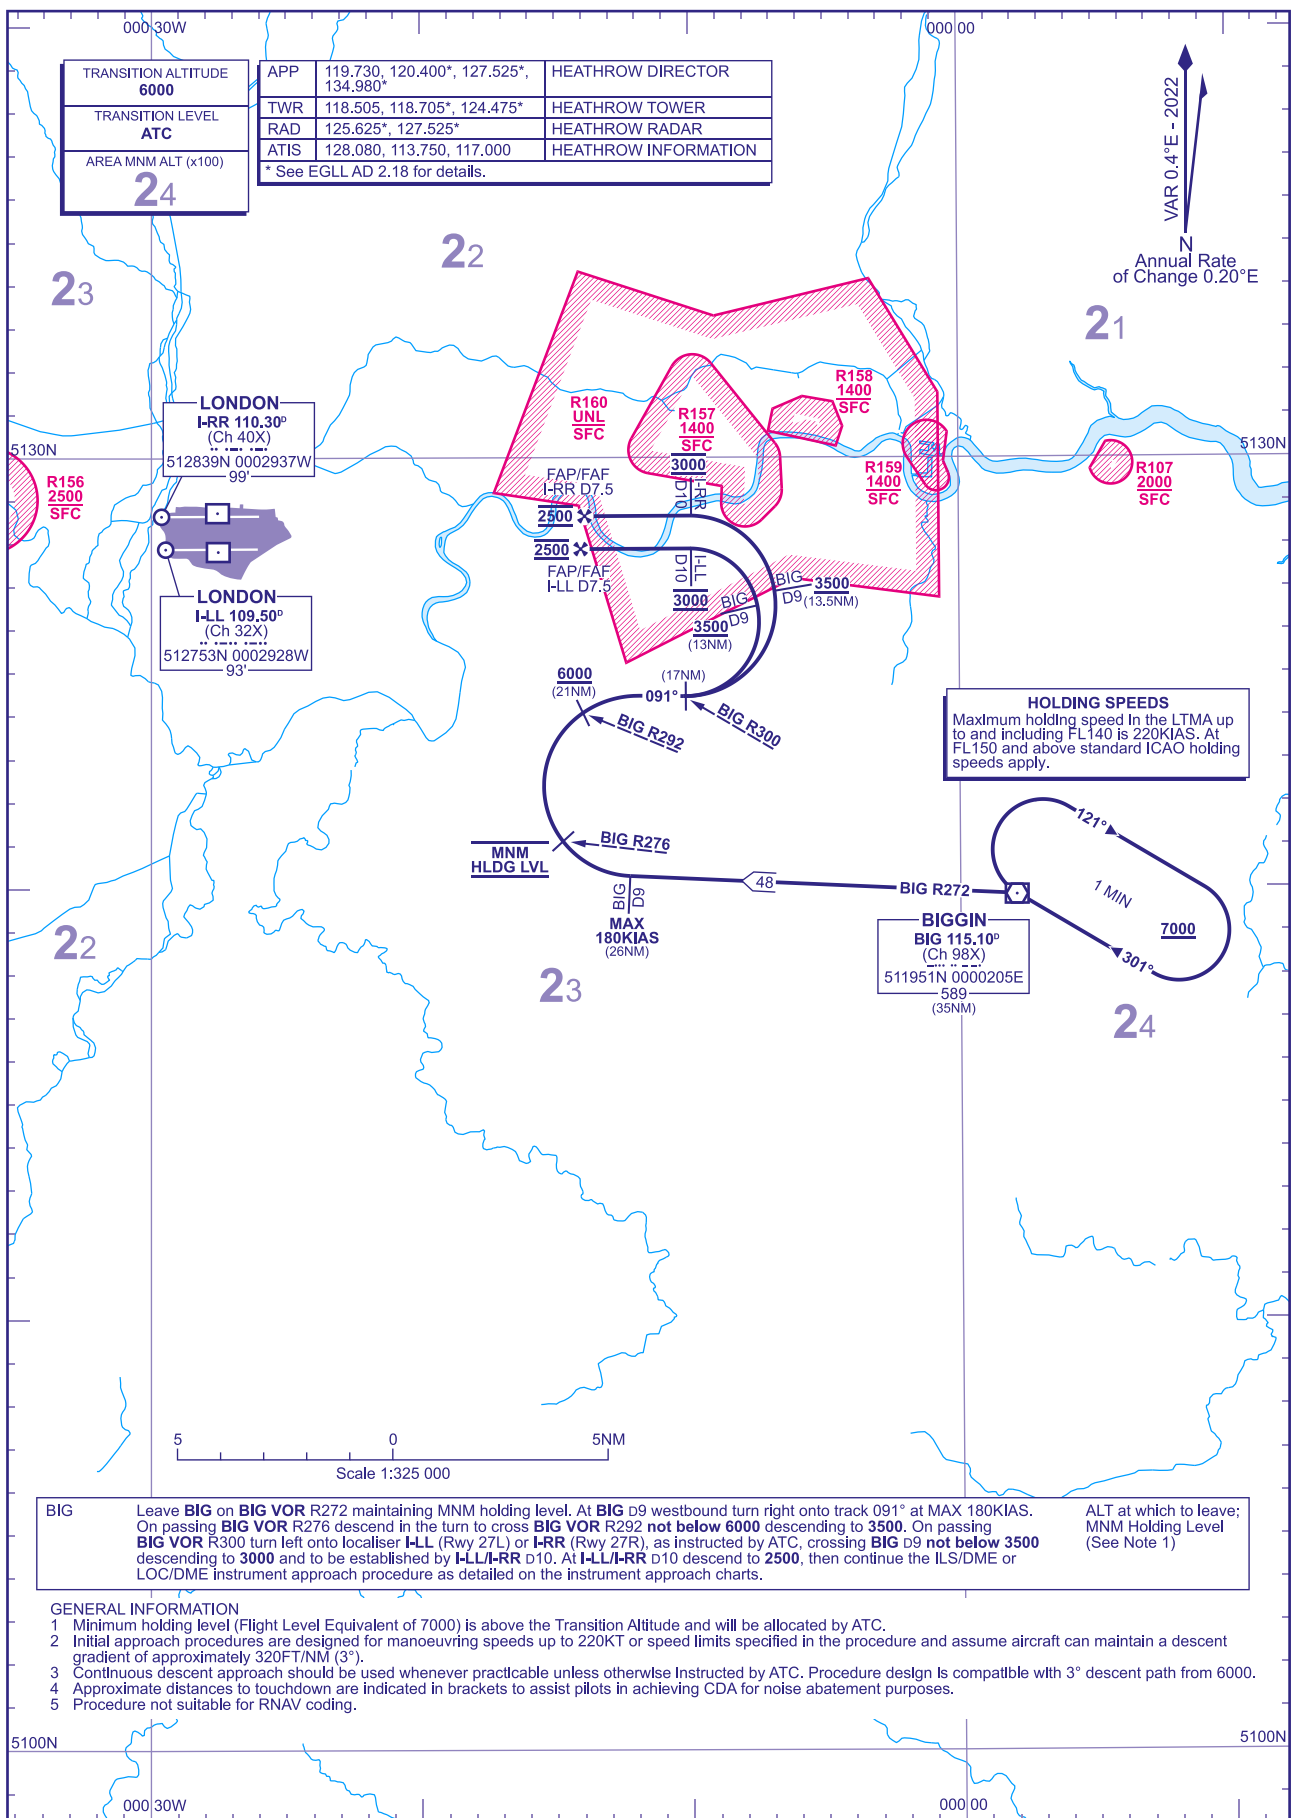 000 30W
000 00
TRANSITION ALTITUDE
6000
TRANSITION LEVEL
ATC
AREA MNM ALT (x100)
24
APP 119.730, 120.400*, 127.525*, 134.980* HEATHROW DIRECTOR
TWR 118.505, 118.705*, 124.475* HEATHROW TOWER
RAD 125.625*, 127.525* HEATHROW RADAR
ATIS 128.080, 113.750, 117.000 HEATHROW INFORMATION
* See EGLL AD 2.18 for details.
VAR 0.4°E - 2022
N
Annual Rate
of Change 0.20°E
22
23
21
LONDON
I-RR 110.30D
(Ch 40X)
512839N 0002937W
99'
5130N
5130N
R156
2500
SFC
R160
UNL
SFC
R157
1400
SFC
R158
1400
SFC
R159
1400
SFC
R107
2000
SFC
LONDON
I-LL 109.50D
(Ch 32X)
512753N 0002928W
93'
FAP/FAF
I-RR D7.5
2500
2500
FAP/FAF
I-LL D7.5
3000
I-RR
D10
I-LL
D10
3000
BIG
D9
3500
(13.5NM)
BIG
D9
3500
(13NM)
6000
(21NM)
(17NM)
091°
BIG R292
BIG R300
HOLDING SPEEDS
Maximum holding speed in the LTMA up
to and including FL140 is 220KIAS. At
FL150 and above standard ICAO holding
speeds apply.
MNM
HLDG LVL
BIG R276
BIG
D9
MAX
180KIAS
(26NM)
48
BIG R272
121°
1 MIN
7000
301°
BIGGIN
BIG 115.10D
(Ch 98X)
511951N 0000205E
589
(35NM)
22
23
24
5 0 5NM
Scale 1:325 000
BIG Leave BIG on BIG VOR R272 maintaining MNM holding level. At BIG D9 westbound turn right onto track 091° at MAX 180KIAS.
On passing BIG VOR R276 descend in the turn to cross BIG VOR R292 not below 6000 descending to 3500. On passing
BIG VOR R300 turn left onto localiser I-LL (Rwy 27L) or I-RR (Rwy 27R), as instructed by ATC, crossing BIG D9 not below 3500
descending to 3000 and to be established by I-LL/I-RR D10. At I-LL/I-RR D10 descend to 2500, then continue the ILS/DME or
LOC/DME instrument approach procedure as detailed on the instrument approach charts.
ALT at which to leave;
MNM Holding Level
(See Note 1)
GENERAL INFORMATION
1 Minimum holding level (Flight Level Equivalent of 7000) is above the Transition Altitude and will be allocated by ATC.
2 Initial approach procedures are designed for manoeuvring speeds up to 220KT or speed limits specified in the procedure and assume aircraft can maintain a descent
gradient of approximately 320FT/NM (3°).
3 Continuous descent approach should be used whenever practicable unless otherwise instructed by ATC. Procedure design is compatible with 3° descent path from 6000.
4 Approximate distances to touchdown are indicated in brackets to assist pilots in achieving CDA for noise abatement purposes.
5 Procedure not suitable for RNAV coding.
5100N
5100N
000 30W
000 00